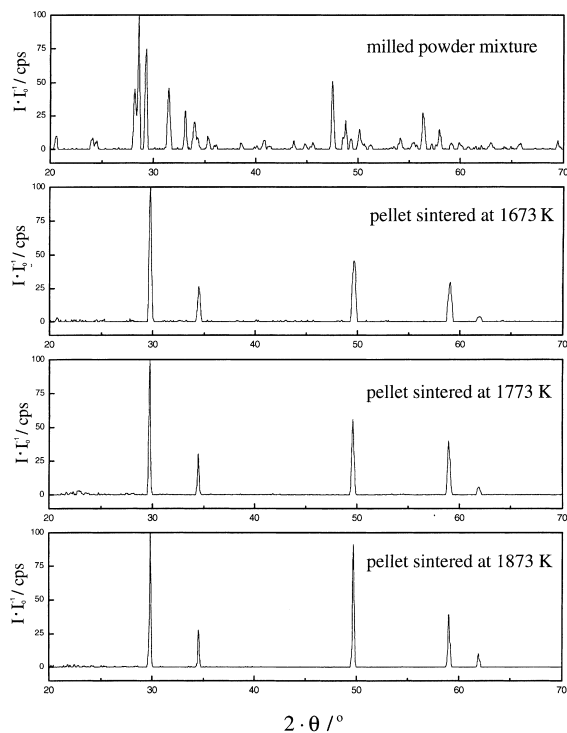 100
75
50
25
0
I · I₀⁻¹ / cps
milled powder mixture
20 30 40 50 60 70
100
75
50
25
0
I · I₀⁻¹ / cps
pellet sintered at 1673 K
20 30 40 50 60 70
100
75
50
25
0
I · I₀⁻¹ / cps
pellet sintered at 1773 K
20 30 40 50 60 70
100
75
50
25
0
I · I₀⁻¹ / cps
pellet sintered at 1873 K
20 30 40 50 60 70
2 · θ / °